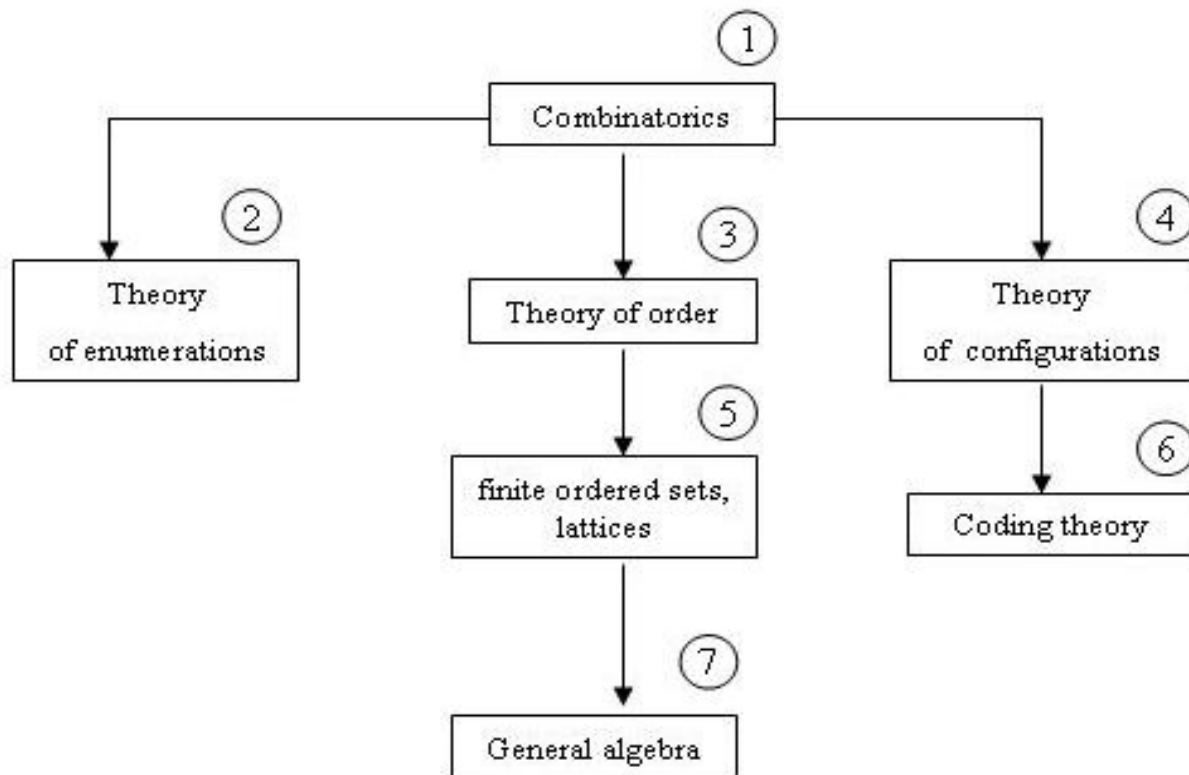 1
Combinatorics
2
Theory
of enumerations
3
Theory of order
4
Theory
of configurations
5
finite ordered sets,
lattices
6
Coding theory
7
General algebra